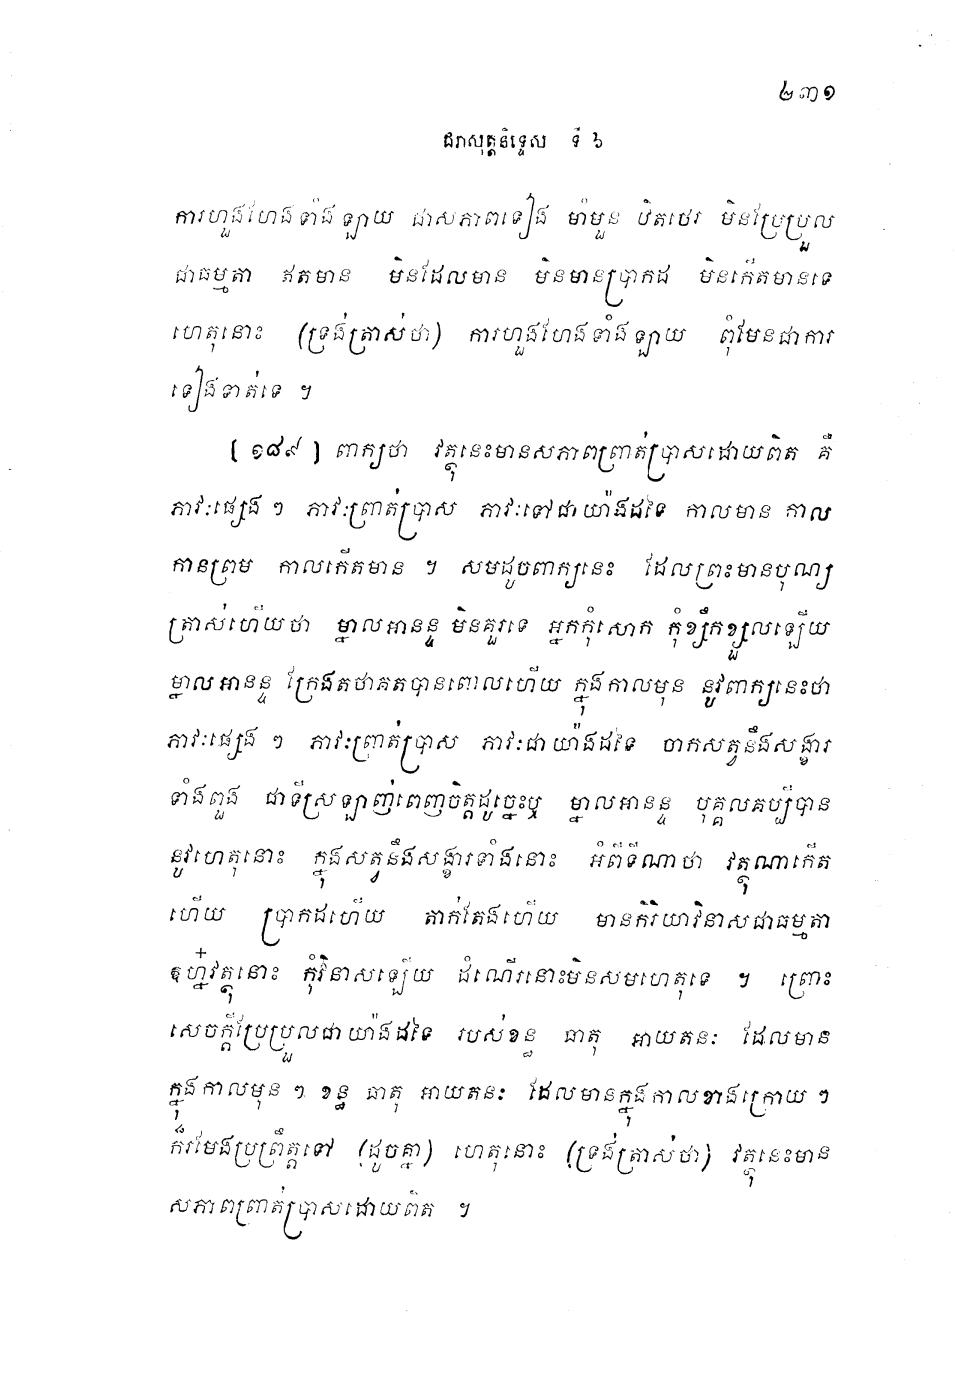 ២៣១
ជរាសុត្តនិទ្ទេស ទី ៦
ការហួងហែងទាំងឡាយ ជាសភាពទៀង មាំមួន ឋិតថេរ មិនប្រែប្រួល
ជាធម្មតា ឥតមាន មិនដែលមាន មិនមានប្រាកដ មិនកើតមានទេ
ហេតុនោះ (ទ្រង់ត្រាស់ថា) ការហួងហែងទាំងឡាយ ពុំមែនជាការ
ទៀងទាត់ទេ ។
[ ១៨៩ ] ពាក្យថា វត្ថុនេះមានសភាពព្រាត់ប្រាសដោយពិត គឺ
ភាវៈផ្សេង ៗ ភាវៈព្រាត់ប្រាស ភាវៈទៅជាយ៉ាងដទៃ កាលមាន កាល
កានព្រម កាលកើតមាន ។ សមដូចពាក្យនេះ ដែលព្រះមានបុណ្យ
ត្រាស់ហើយថា ម្នាលអានន្ទ មិនគួរទេ អ្នកកុំសោក កុំខ្សឹកខ្សួលឡើយ
ម្នាលអានន្ទ ក្រែងតថាគតបានពោលហើយ ក្នុងកាលមុន នូវពាក្យនេះថា
ភាវៈផ្សេង ៗ ភាវៈព្រាត់ប្រាស ភាវៈជាយ៉ាងដទៃ ចាកសត្វនឹងសង្ខារ
ទាំងពួង ជាទីស្រឡាញ់ពេញចិត្តដូច្នេះឬ ម្នាលអានន្ទ បុគ្គលគប្បីបាន
នូវហេតុនោះ ក្នុងសត្វនឹងសង្ខារទាំងនោះ អំពីទីណាថា វត្ថុណាកើត
ហើយ ប្រាកដហើយ តាក់តែងហើយ មានកិរិយាវិនាសជាធម្មតា
ឱហ្ន៎វត្ថុនោះ កុំវិនាសឡើយ ដំណើរនោះមិនសមហេតុទេ ។ ព្រោះ
សេចក្តីប្រែប្រួលជាយ៉ាងដទៃ របស់ខន្ធ ធាតុ អាយតនៈ ដែលមាន
ក្នុងកាលមុន ៗ ខន្ធ ធាតុ អាយតនៈ ដែលមានក្នុងកាលខាងក្រោយ ៗ
ក៏រមែងប្រព្រឹត្តទៅ (ដូចគ្នា) ហេតុនោះ (ទ្រង់ត្រាស់ថា) វត្ថុនេះមាន
សភាពព្រាត់ប្រាសដោយពិត ។